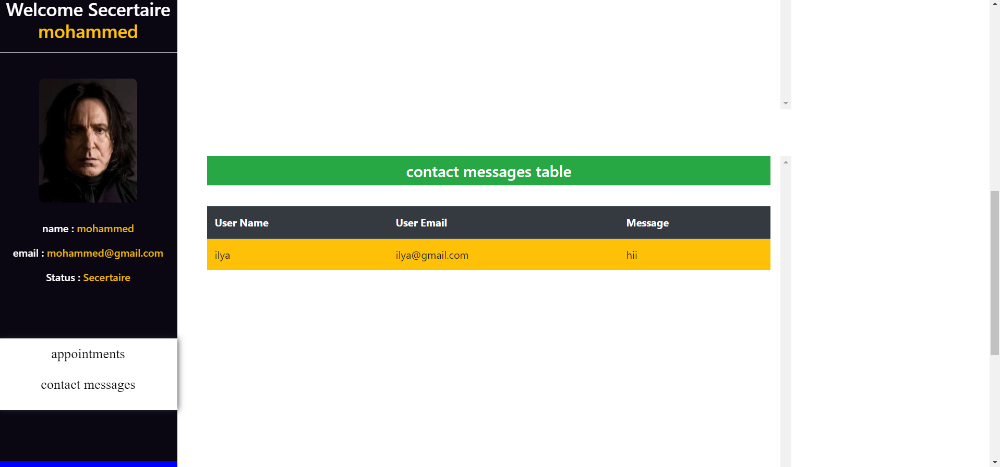 Welcome Secertaire
mohammed
name : mohammed
email : mohammed@gmail.com
Status : Secertaire
appointments
contact messages
contact messages table
User Name User Email Message
ilya ilya@gmail.com hii